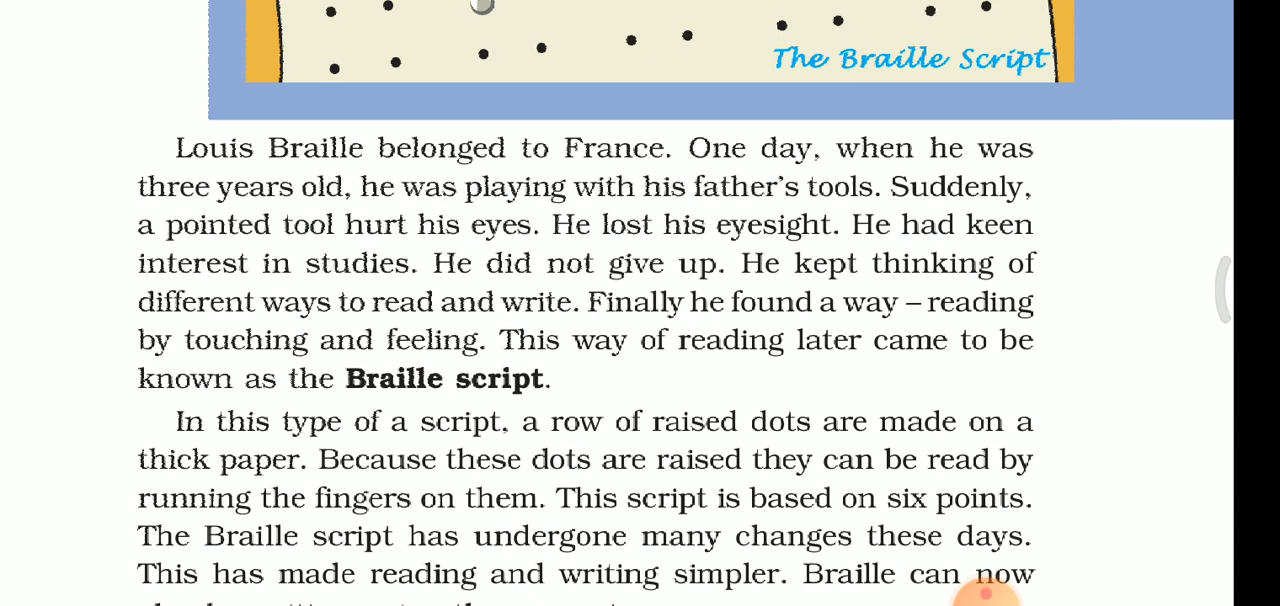 The Braille Script
Louis Braille belonged to France. One day, when he was
three years old, he was playing with his father's tools. Suddenly,
a pointed tool hurt his eyes. He lost his eyesight. He had keen
interest in studies. He did not give up. He kept thinking of
different ways to read and write. Finally he found a way – reading
by touching and feeling. This way of reading later came to be
known as the Braille script.
In this type of a script, a row of raised dots are made on a
thick paper. Because these dots are raised they can be read by
running the fingers on them. This script is based on six points.
The Braille script has undergone many changes these days.
This has made reading and writing simpler. Braille can now